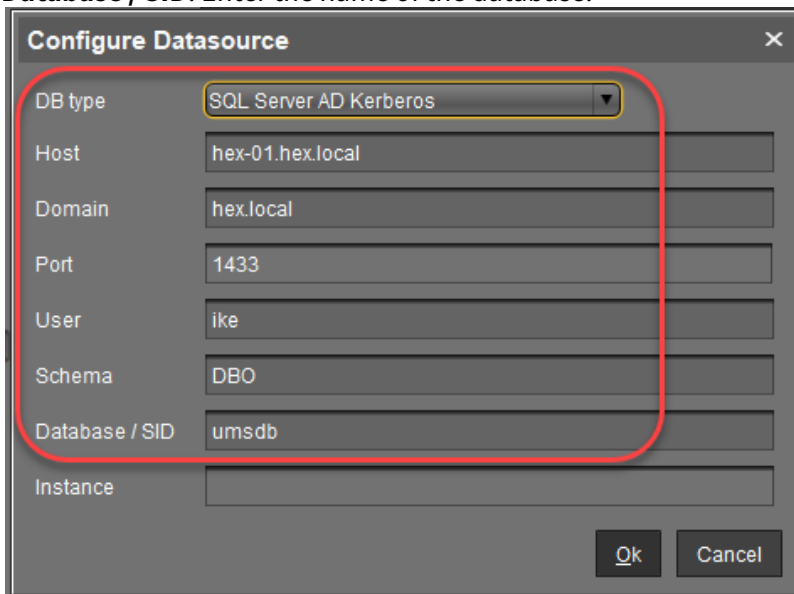 Database / SID: Enter the name of the database.
Configure Datasource ×
DB type SQL Server AD Kerberos
Host hex-01.hex.local
Domain hex.local
Port 1433
User ike
Schema DBO
Database / SID umsdb
Instance
Ok Cancel